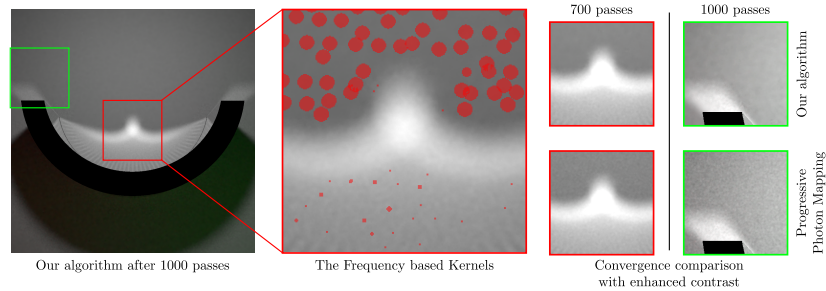 700 passes
1000 passes
Our algorithm
Progressive
Photon Mapping
Our algorithm after 1000 passes
The Frequency based Kernels
Convergence comparison
with enhanced contrast